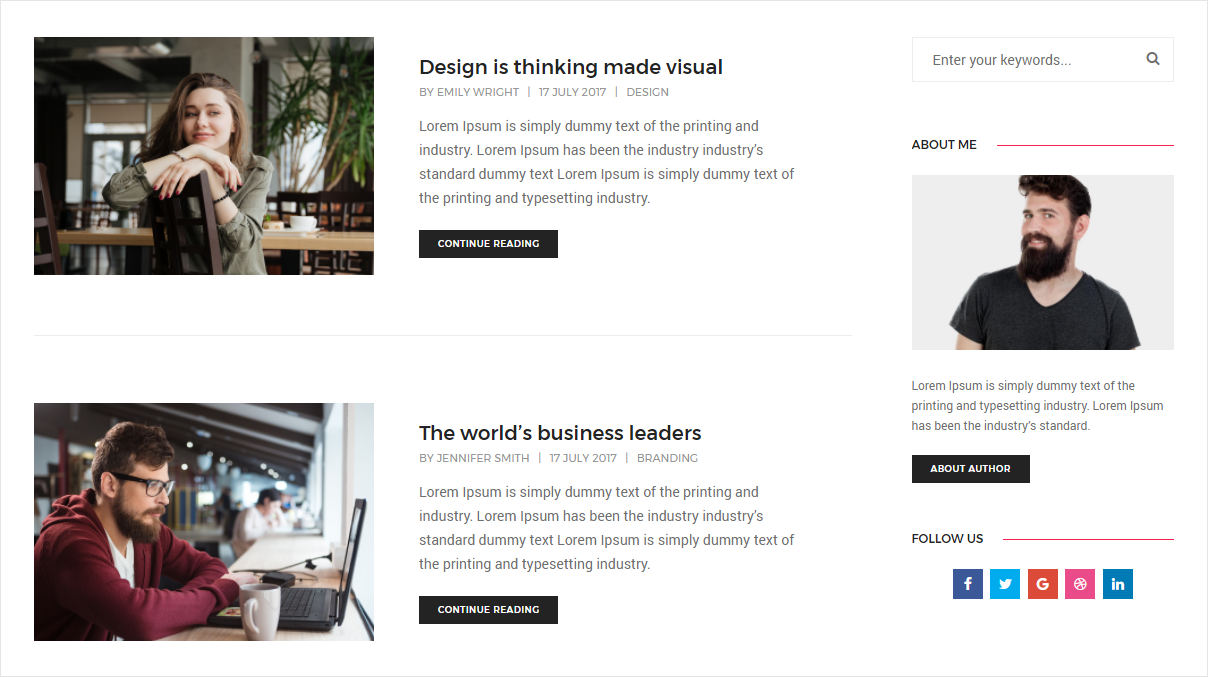 Design is thinking made visual
BY EMILY WRIGHT | 17 JULY 2017 | DESIGN
Lorem Ipsum is simply dummy text of the printing and
industry. Lorem Ipsum has been the industry industry’s
standard dummy text Lorem Ipsum is simply dummy text of
the printing and typesetting industry.
CONTINUE READING
The world’s business leaders
BY JENNIFER SMITH | 17 JULY 2017 | BRANDING
Lorem Ipsum is simply dummy text of the printing and
industry. Lorem Ipsum has been the industry industry’s
standard dummy text Lorem Ipsum is simply dummy text of
the printing and typesetting industry.
CONTINUE READING
Enter your keywords...
ABOUT ME
Lorem Ipsum is simply dummy text of the
printing and typesetting industry. Lorem Ipsum
has been the industry’s standard.
ABOUT AUTHOR
FOLLOW US